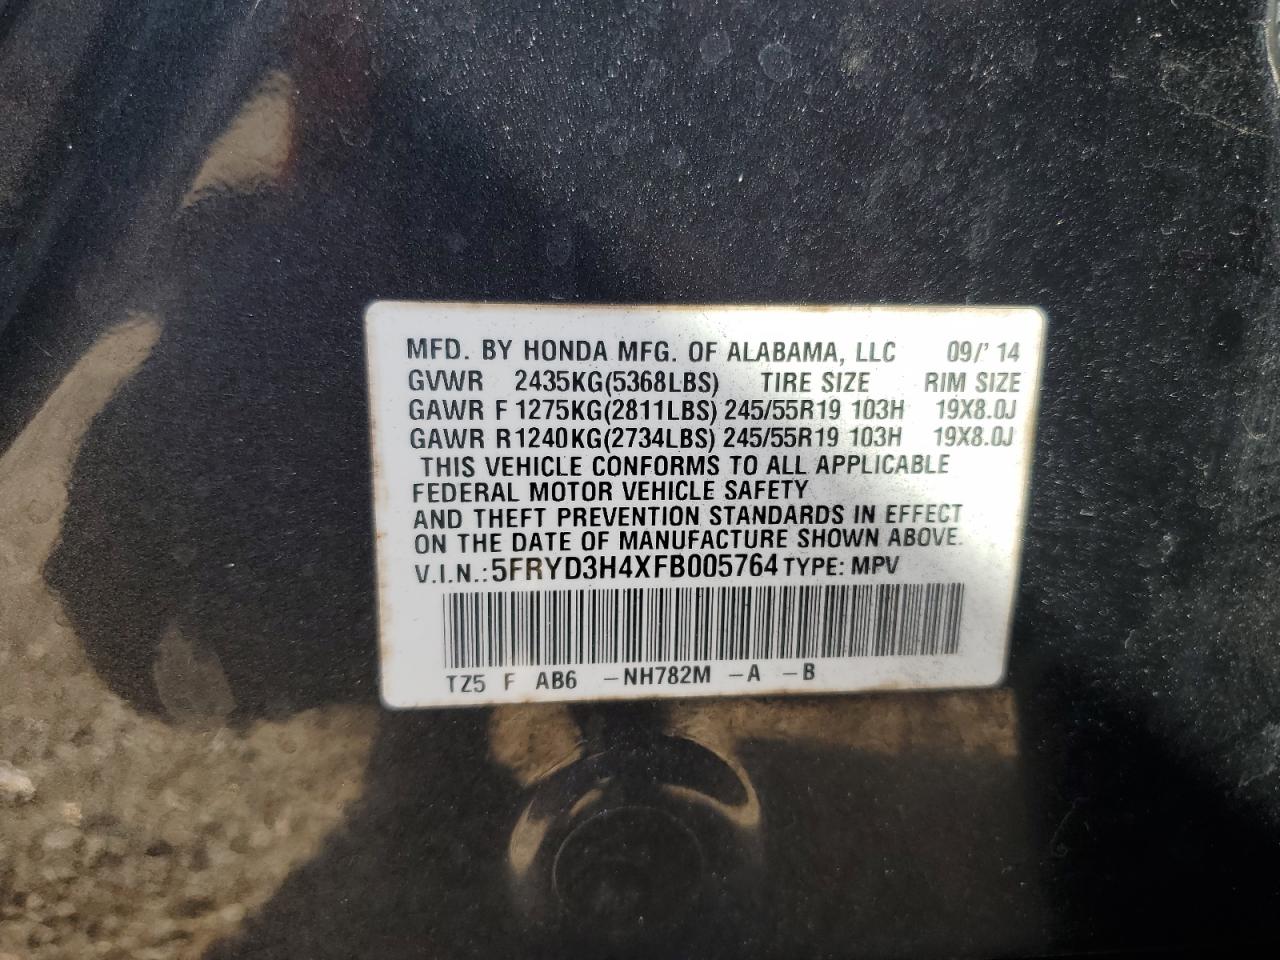 MFD. BY HONDA MFG. OF ALABAMA, LLC 09/' 14
GVWR 2435KG(5368LBS) TIRE SIZE RIM SIZE
GAWR F 1275KG(2811LBS) 245/55R19 103H 19X8.0J
GAWR R 1240KG(2734LBS) 245/55R19 103H 19X8.0J
THIS VEHICLE CONFORMS TO ALL APPLICABLE
FEDERAL MOTOR VEHICLE SAFETY
AND THEFT PREVENTION STANDARDS IN EFFECT
ON THE DATE OF MANUFACTURE SHOWN ABOVE.
V.I.N.: 5FRYD3H4XFB005764 TYPE: MPV
TZ5 F AB6 -NH782M -A -B